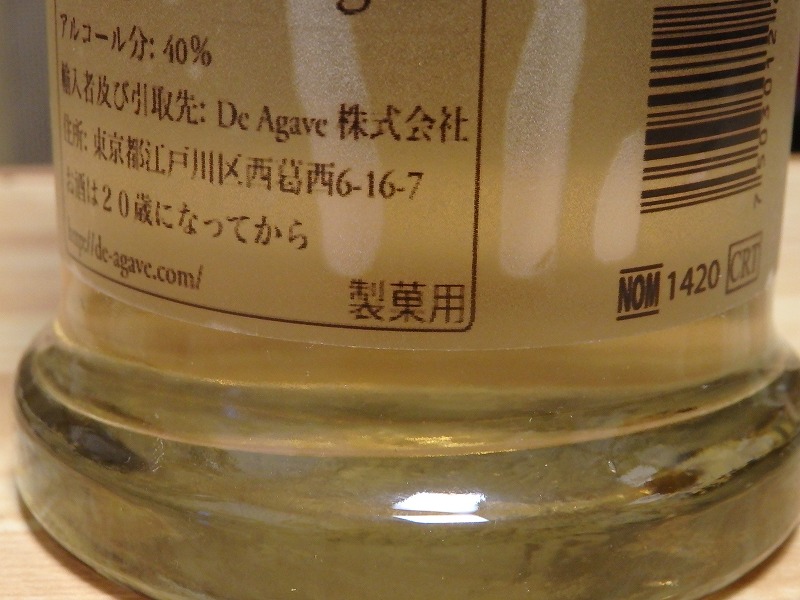 アルコール分: 40%
輸入者及び引取先: De Agave 株式会社
住所: 東京都江戸川区西葛西6-16-7
お酒は20歳になってから
http://de-agave.com/
製菓用
NOM 1420 CRT